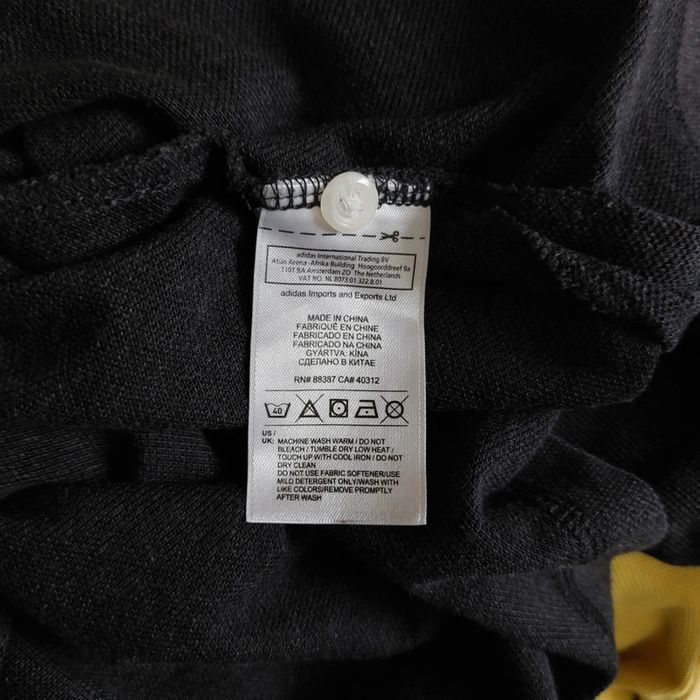 adidas International Trading BV
Atlas Arena - Afrika Building Hoogoorddreef 9a
1101 BA Amsterdam ZO The Netherlands
VAT NO. NL 8073.01.322.B.01
adidas Imports and Exports Ltd
MADE IN CHINA
FABRIQUÉ EN CHINE
FABRICADO EN CHINA
FABRICADO NA CHINA
GYÁRTVA: KÍNA
СДЕЛАНО В КИТАЕ
RN# 88387 CA# 40312
40
US /
UK: MACHINE WASH WARM / DO NOT
BLEACH / TUMBLE DRY LOW HEAT /
TOUCH UP WITH COOL IRON / DO NOT
DRY CLEAN
DO NOT USE FABRIC SOFTENER/USE
MILD DETERGENT ONLY/WASH WITH
LIKE COLORS/REMOVE PROMPTLY
AFTER WASH